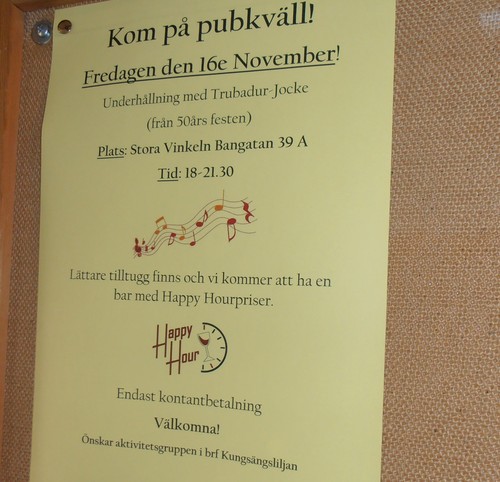 Kom på pubkväll!
Fredagen den 16e November!
Underhållning med Trubadur-Jocke
(från 50års festen)
Plats: Stora Vinkeln Bangatan 39 A
Tid: 18-21.30
Lättare tilltugg finns och vi kommer att ha en
bar med Happy Hourpriser.
Happy
Hour
Endast kontantbetalning
Välkomna!
Önskar aktivitetsgruppen i brf Kungsängsliljan